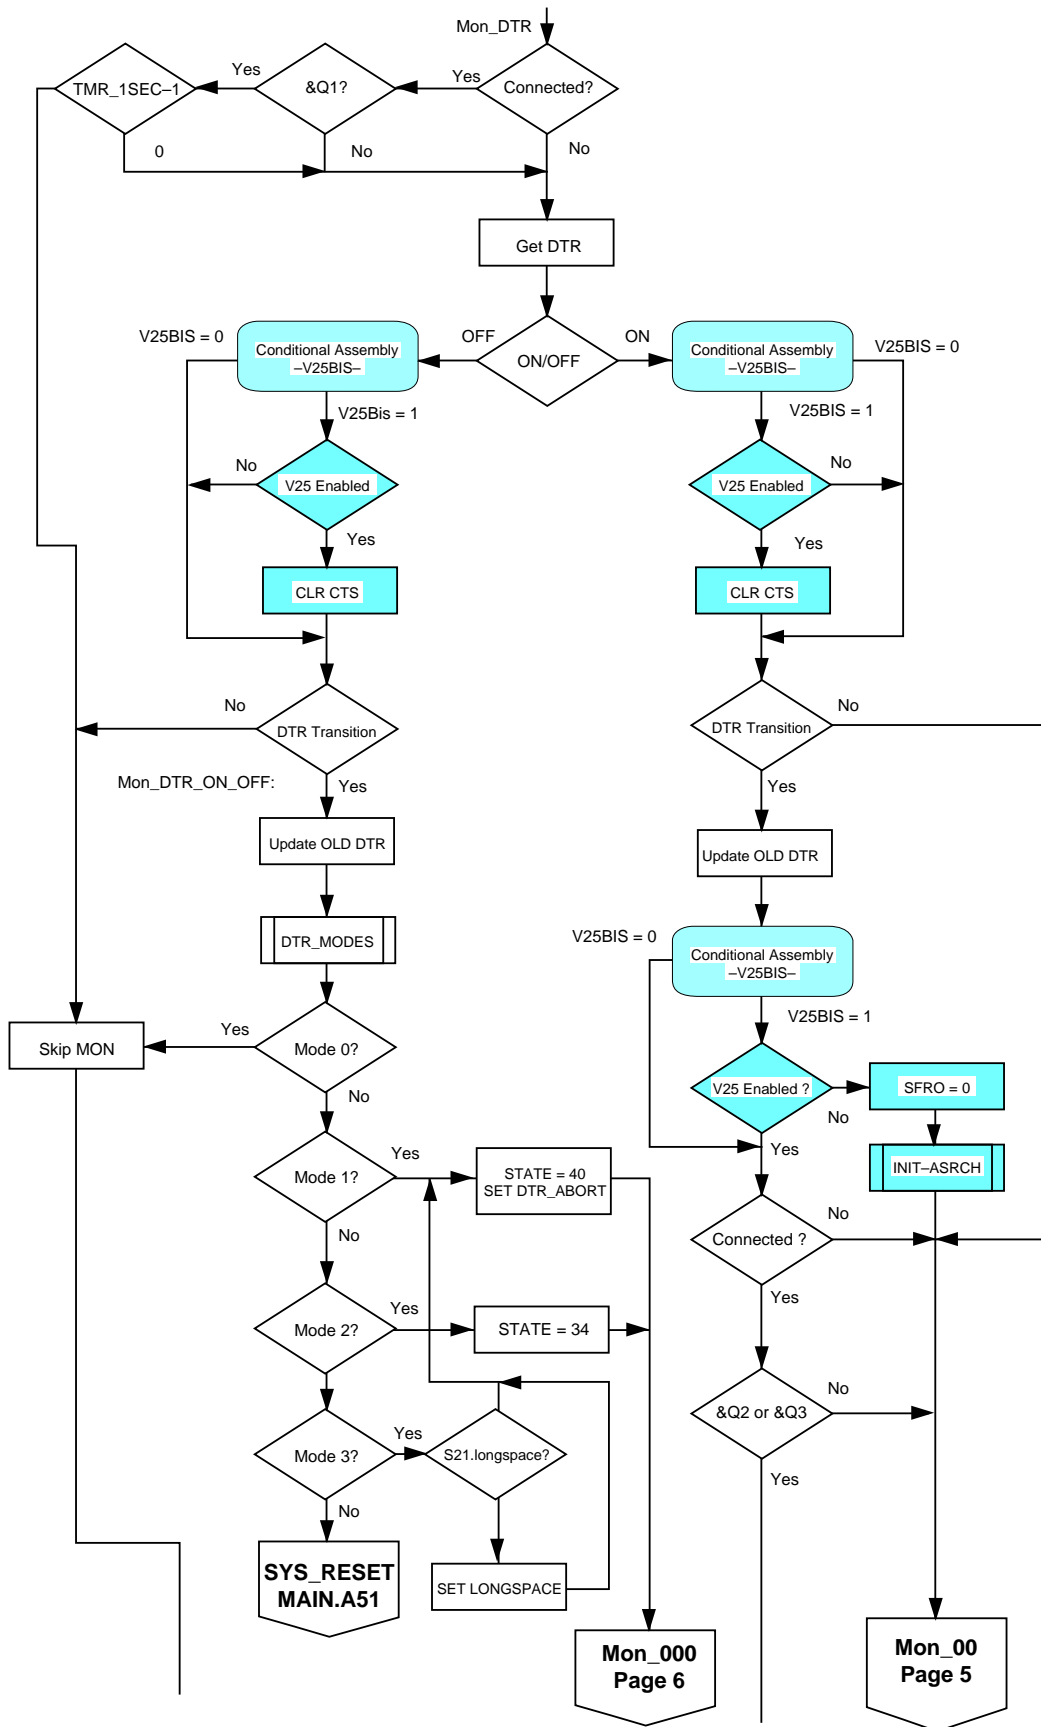 Mon_DTR
TMR_1SEC–1
Yes
&Q1?
Yes
Connected?
0
No
No
Get DTR
V25BIS = 0
Conditional Assembly
–V25BIS–
OFF
ON/OFF
ON
Conditional Assembly
–V25BIS–
V25BIS = 0
V25Bis = 1
V25BIS = 1
No
V25 Enabled
V25 Enabled
No
Yes
Yes
CLR CTS
CLR CTS
No
DTR Transition
DTR Transition
No
Mon_DTR_ON_OFF:
Yes
Yes
Update OLD DTR
Update OLD DTR
DTR_MODES
V25BIS = 0
Conditional Assembly
–V25BIS–
V25BIS = 1
Skip MON
Yes
Mode 0?
No
V25 Enabled ?
No
SFRO = 0
Yes
INIT–ASRCH
Mode 1?
Yes
STATE = 40
SET DTR_ABORT
No
Connected ?
No
Yes
Mode 2?
Yes
STATE = 34
&Q2 or &Q3
No
Yes
Mode 3?
Yes
S21.longspace?
No
SYS_RESET
MAIN.A51
SET LONGSPACE
Mon_000
Page 6
Mon_00
Page 5